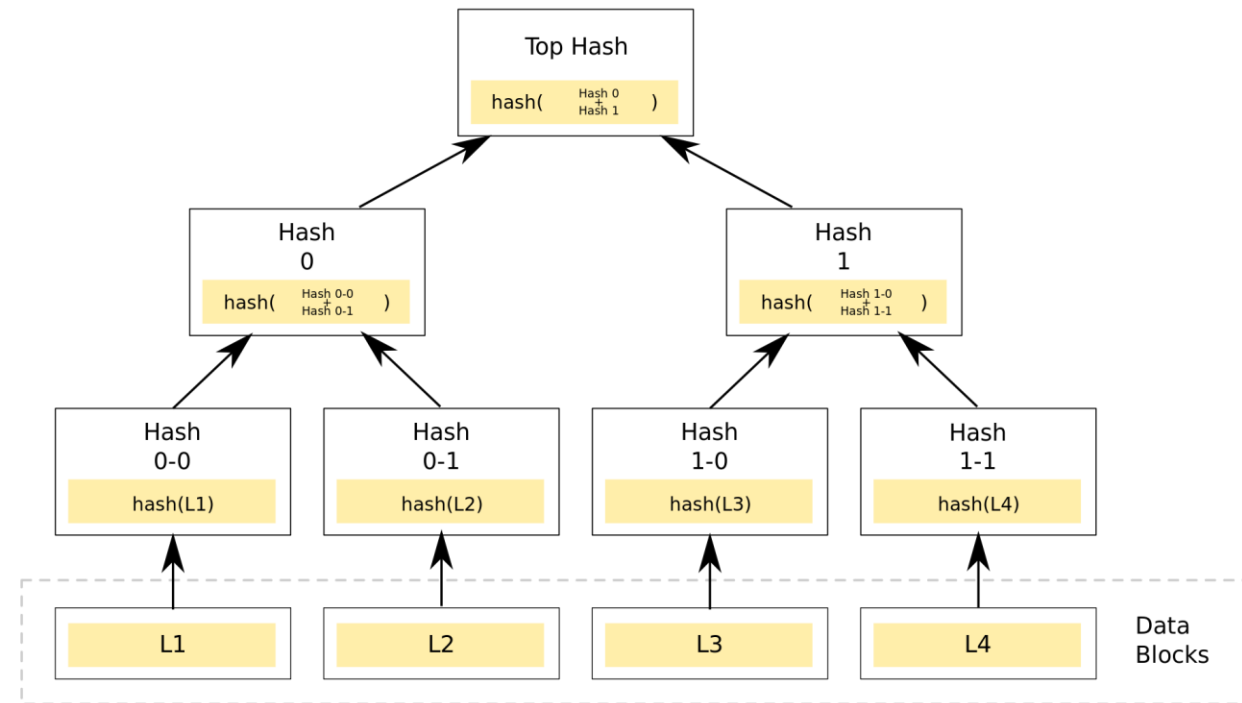 Top Hash
hash( Hash 0 + Hash 1 )
Hash
0
hash( Hash 0-0 + Hash 0-1 )
Hash
1
hash( Hash 1-0 + Hash 1-1 )
Hash
0-0
hash(L1)
Hash
0-1
hash(L2)
Hash
1-0
hash(L3)
Hash
1-1
hash(L4)
L1
L2
L3
L4
Data
Blocks